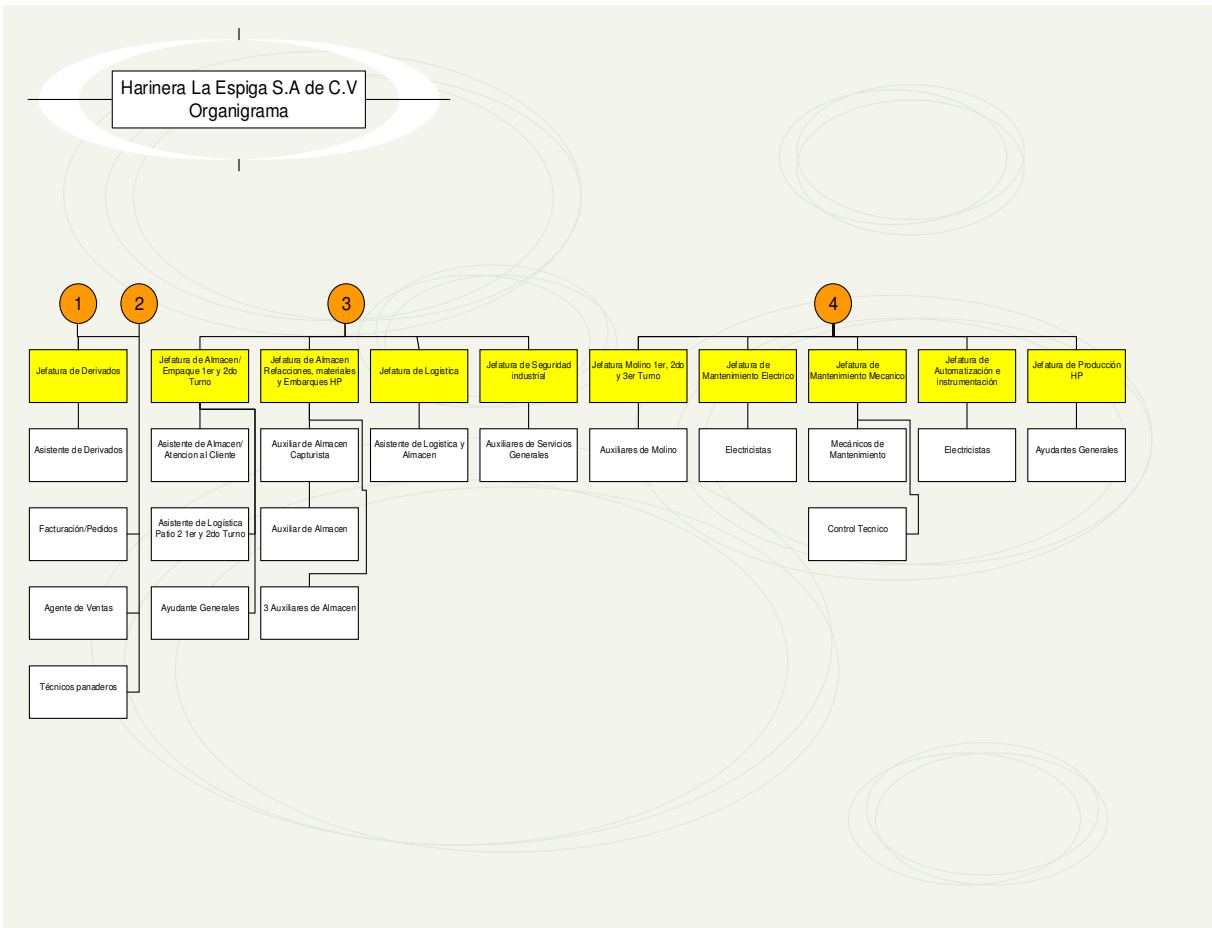 Harinera La Espiga S.A de C.V
Organigrama
1
2
3
4
Jefatura de Derivados
Jefatura de Almacen/
Empaque 1er y 2do
Turno
Jefatura de Almacen
Refacciones, materiales
y Embarques HP
Jefatura de Logistica
Jefatura de Seguridad
industrial
Jefatura Molino 1er, 2do
y 3er Turno
Jefatura de
Mantenimiento Electrico
Jefatura de
Mantenimiento Mecanico
Jefatura de
Automatización e
instrumentación
Jefatura de Producción
HP
Asistente de Derivados
Asistente de Almacen/
Atencion al Cliente
Auxiliar de Almacen
Capturista
Asistente de Logistica y
Almacen
Auxiliares de Servicios
Generales
Auxiliares de Molino
Electricistas
Mecánicos de
Mantenimiento
Electricistas
Ayudantes Generales
Facturación/Pedidos
Asistente de Logística
Patio 2 1er y 2do Turno
Auxiliar de Almacen
Control Tecnico
Agente de Ventas
Ayudante Generales
3 Auxiliares de Almacen
Técnicos panaderos